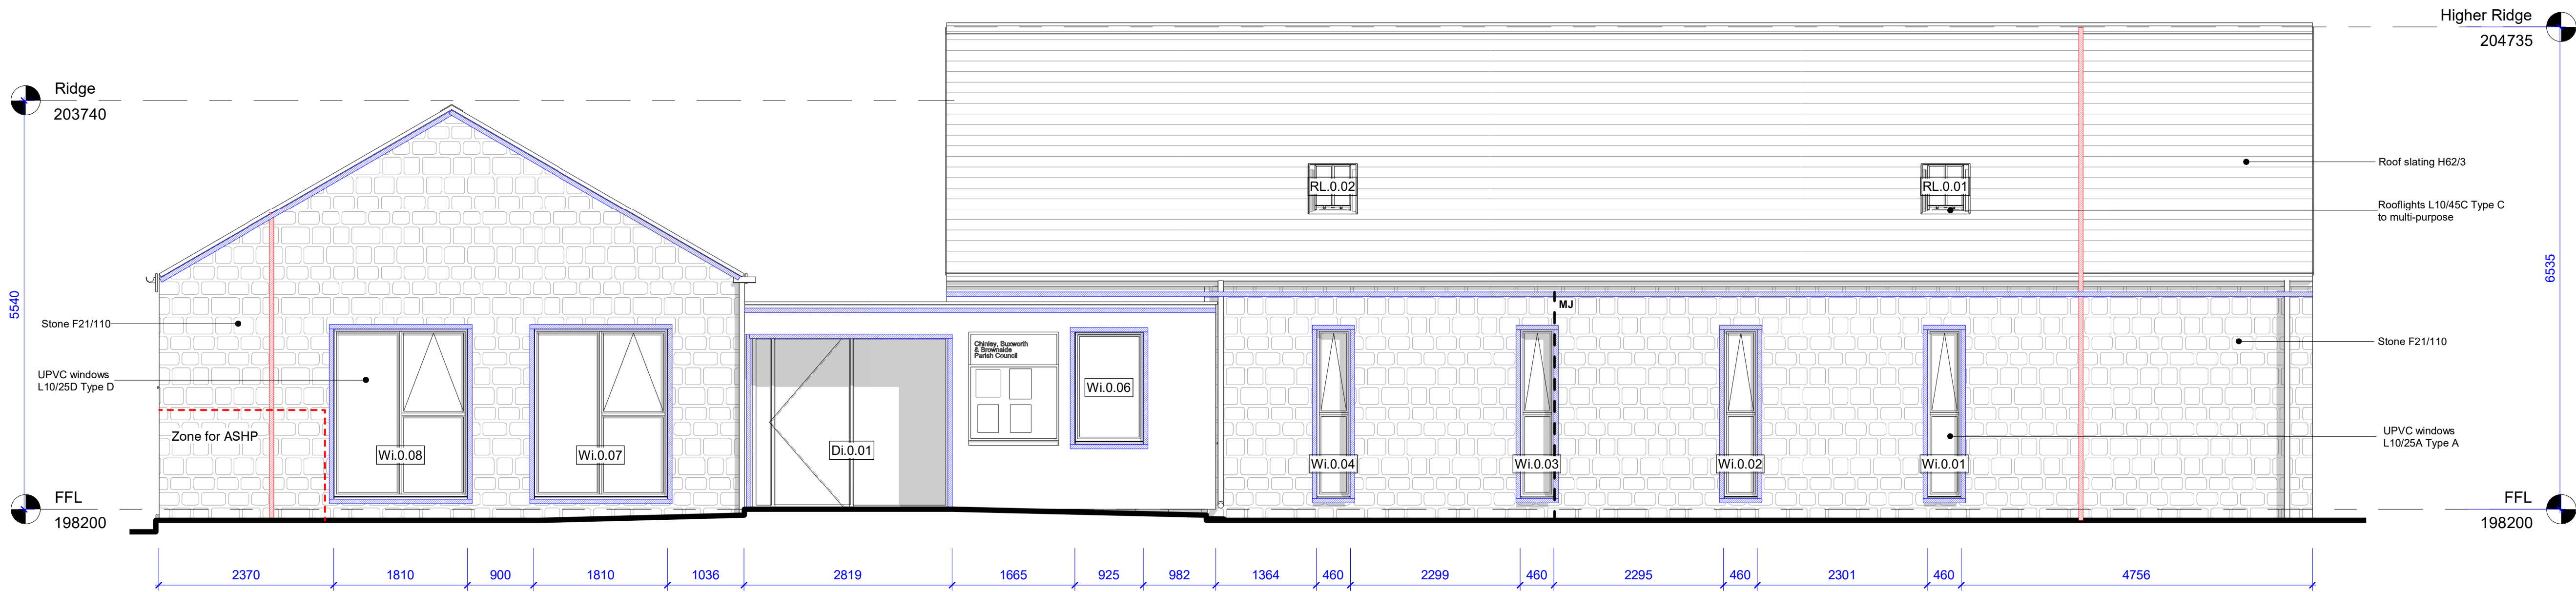 Higher Ridge
204735
Ridge
203740
Roof slating H62/3
RL.0.02
RL.0.01
Rooflights L10/45C Type C
to multi-purpose
6535
5540
MJ
Stone F21/110
Chinley, Buxworth
& Brownside
Parish Council
Stone F21/110
UPVC windows
L10/25D Type D
Wi.0.06
Zone for ASHP
Wi.0.08
Wi.0.07
Di.0.01
Wi.0.04
Wi.0.03
Wi.0.02
Wi.0.01
UPVC windows
L10/25A Type A
FFL
198200
FFL
198200
2370
1810
900
1810
1036
2819
1665
925
982
1364
460
2299
460
2295
460
2301
460
4756